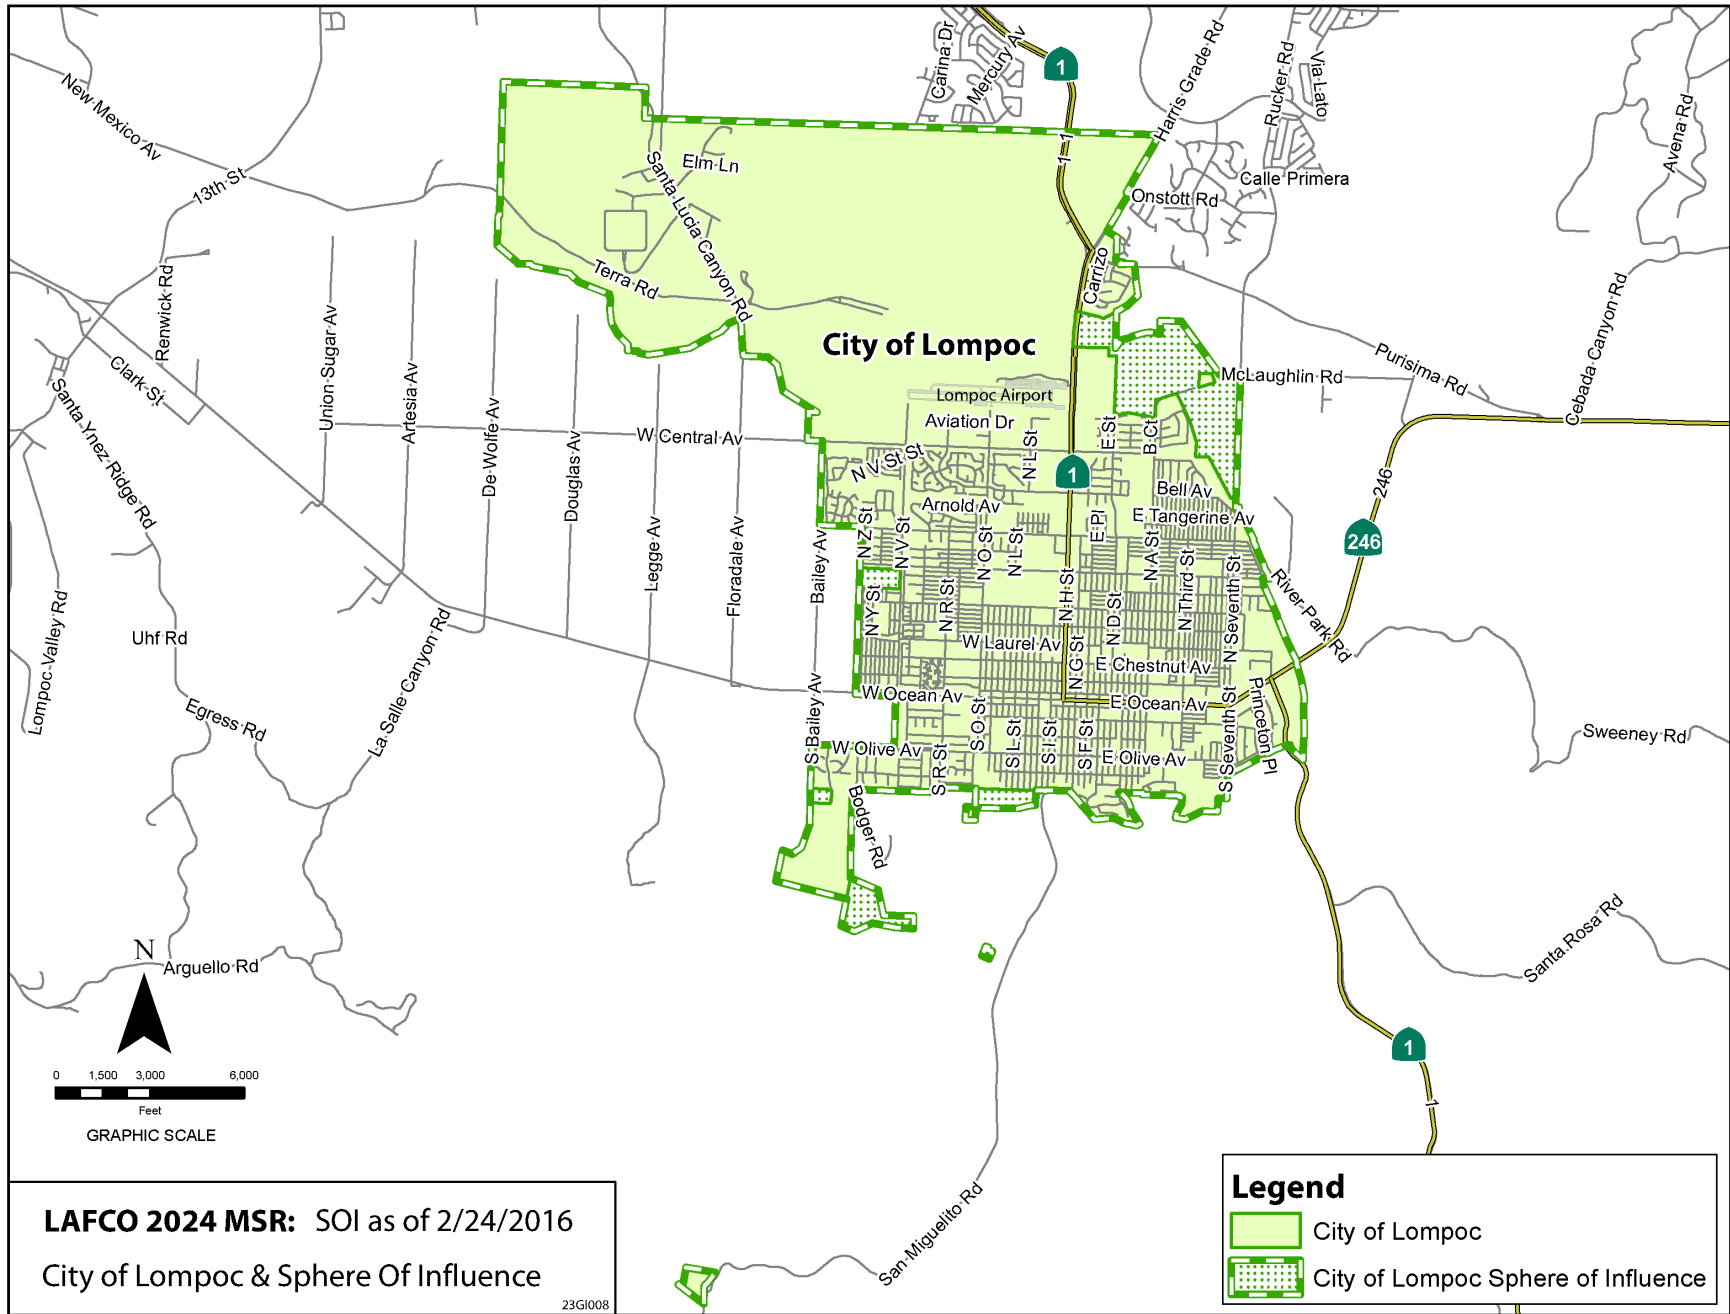 Carina Dr
Mercury Av
1
Harris Grade Rd
Rucker Rd
Via Lato
Avena Rd
New Mexico Av
13th St
Elm Ln
1
1
Calle Primera
Onstott Rd
Santa Lucia Canyon Rd
Terra Rd
Carrizo
Renwick Rd
Clark St
Union Sugar Av
Artesia Av
De Wolfe Av
Douglas Av
City of Lompoc
Lompoc Airport
McLaughlin Rd
Purisima Rd
Cebada Canyon Rd
Santa Ynez Ridge Rd
W Central Av
Aviation Dr
N V St St
N L St
E St
B Ct
1
Bell Av
Arnold Av
E Tangerine Av
246
246
N Z St
N V St
N O St
N L St
E Pl
N A St
N Third St
N Seventh St
Legge Av
Floradale Av
Bailey Av
N Y St
N R St
N H St
N D St
River Park Rd
Lompoc Valley Rd
Uhf Rd
La Salle Canyon Rd
W Laurel Av
N G St
E Chestnut Av
Egress Rd
S Bailey Av
W Ocean Av
E Ocean Av
Princeton Pl
S O St
S L St
S I St
S F St
S Seventh St
Sweeney Rd
W Olive Av
E Olive Av
S R St
Bodger Rd
Santa Rosa Rd
N
Arguello Rd
0 1,500 3,000 6,000
Feet
GRAPHIC SCALE
1
1
San Miguelito Rd
LAFCO 2024 MSR: SOI as of 2/24/2016
City of Lompoc & Sphere Of Influence
23GI008
Legend
City of Lompoc
City of Lompoc Sphere of Influence